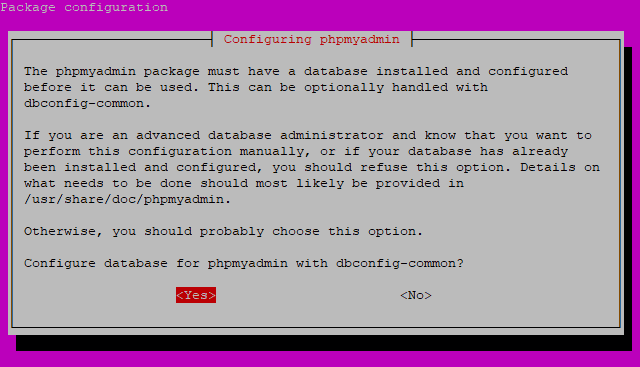 Package configuration
Configuring phpmyadmin
The phpmyadmin package must have a database installed and configured
before it can be used. This can be optionally handled with
dbconfig-common.
If you are an advanced database administrator and know that you want to
perform this configuration manually, or if your database has already
been installed and configured, you should refuse this option. Details on
what needs to be done should most likely be provided in
/usr/share/doc/phpmyadmin.
Otherwise, you should probably choose this option.
Configure database for phpmyadmin with dbconfig-common?
<Yes> <No>